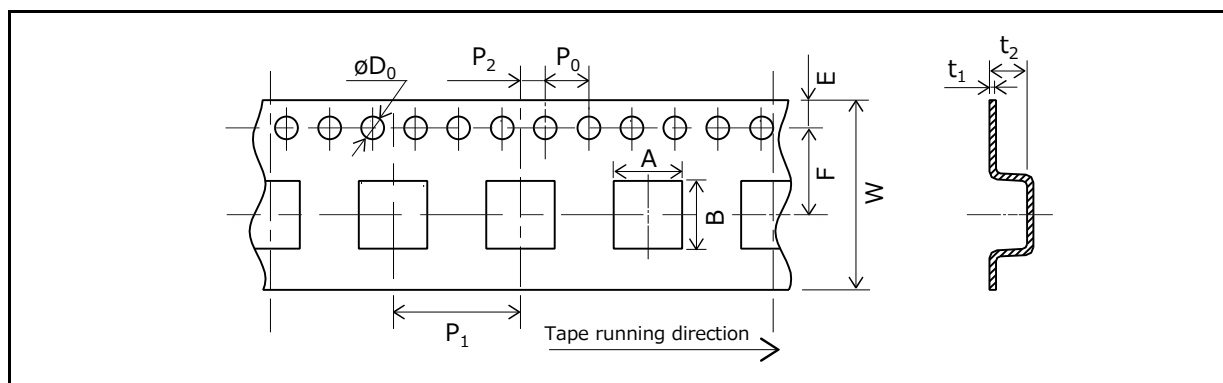 t₂
P₂
P₀
øD₀
E
t₁
A
F
W
B
P₁
Tape running direction